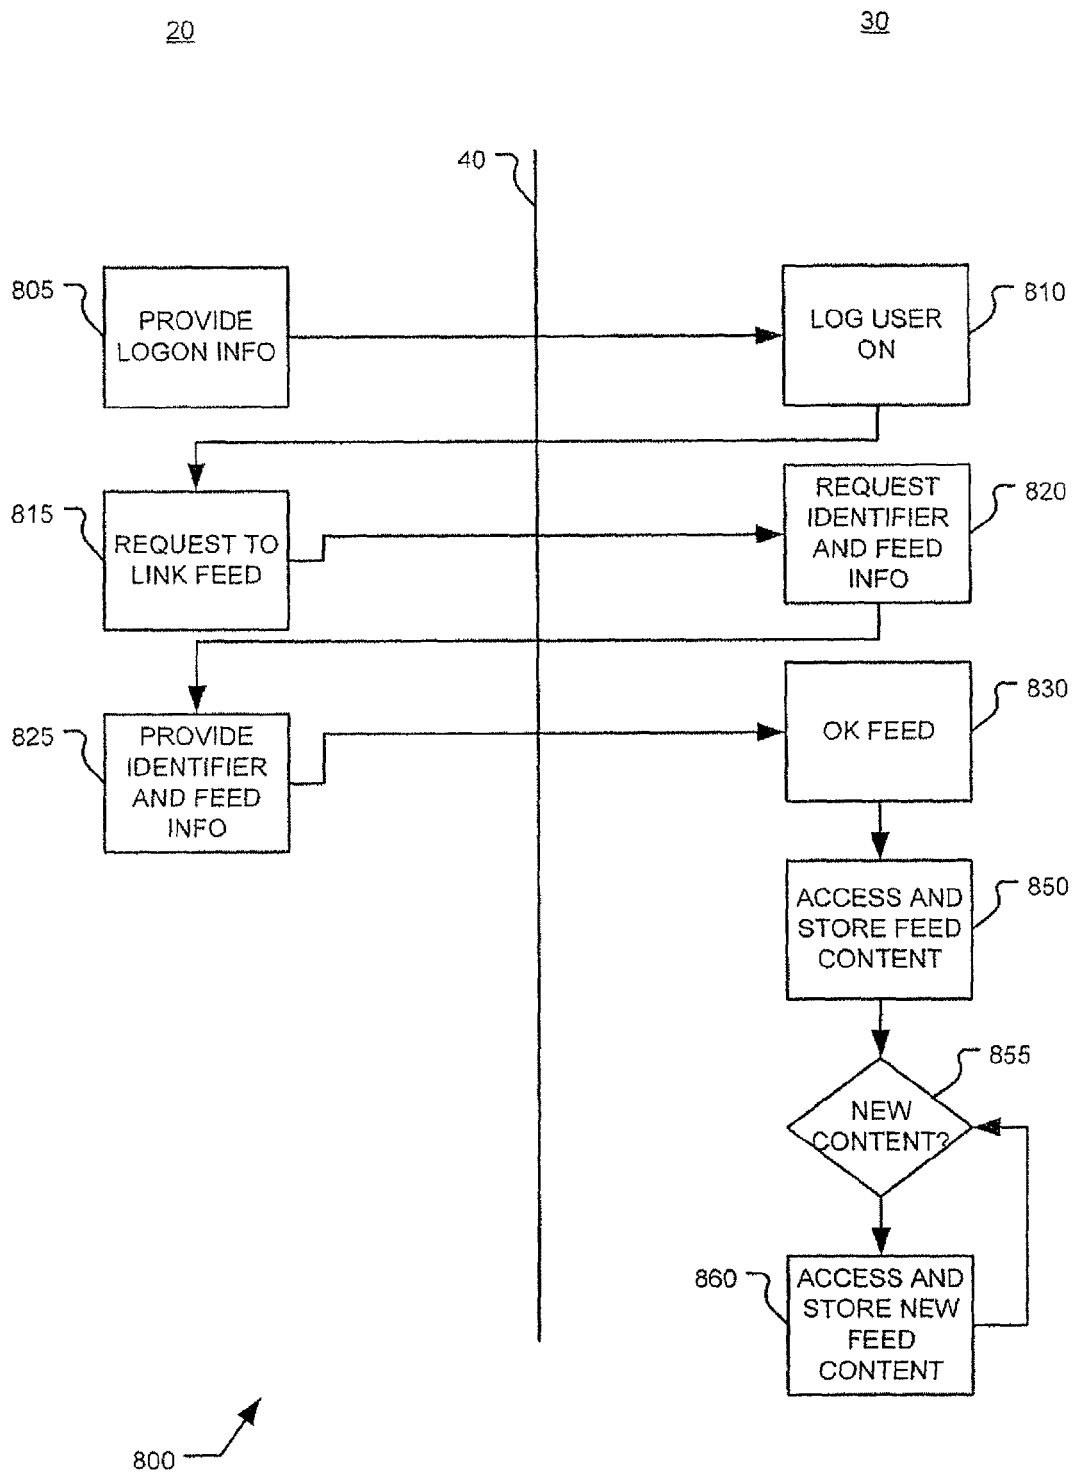 20
30
40
805
PROVIDE
LOGON INFO
LOG USER
ON
810
815
REQUEST TO
LINK FEED
REQUEST
IDENTIFIER
AND FEED
INFO
820
825
PROVIDE
IDENTIFIER
AND FEED
INFO
OK FEED
830
ACCESS AND
STORE FEED
CONTENT
850
NEW
CONTENT?
855
860
ACCESS AND
STORE NEW
FEED
CONTENT
800